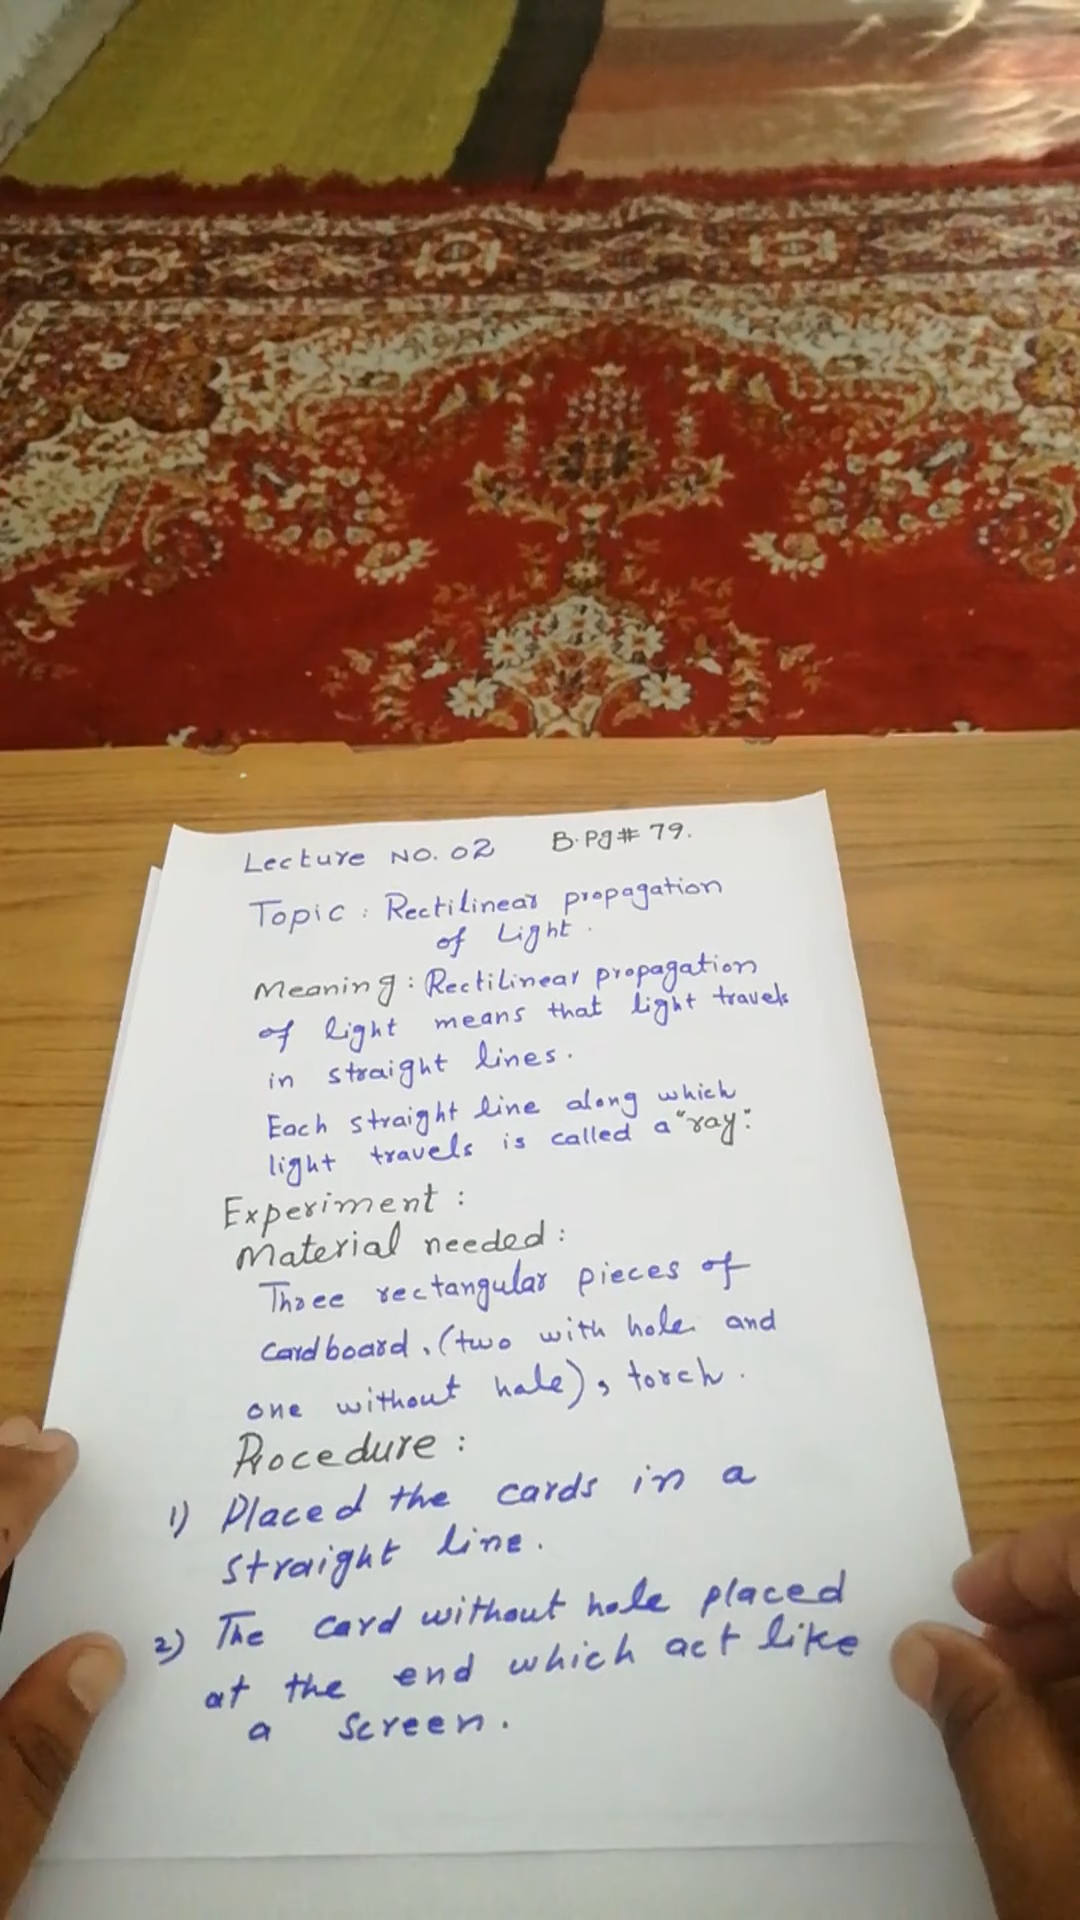 Lecture NO. 02 B.Pg# 79.
Topic: Rectilinear propagation
of Light.
Meaning: Rectilinear propagation
of light means that light travels
in straight lines.
Each straight line along which
light travels is called a "ray".
Experiment:
Material needed:
Three rectangular pieces of
cardboard. (two with hole and
one without hole), torch.
Procedure:
1) Placed the cards in a
straight line.
2) The card without hole placed
at the end which act like
a screen.